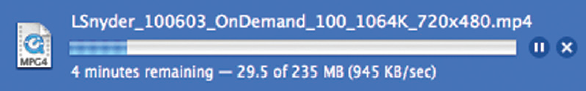 LSnyder_100603_OnDemand_100_1064K_720x480.mp4
MPG4
4 minutes remaining — 29.5 of 235 MB (945 KB/sec)